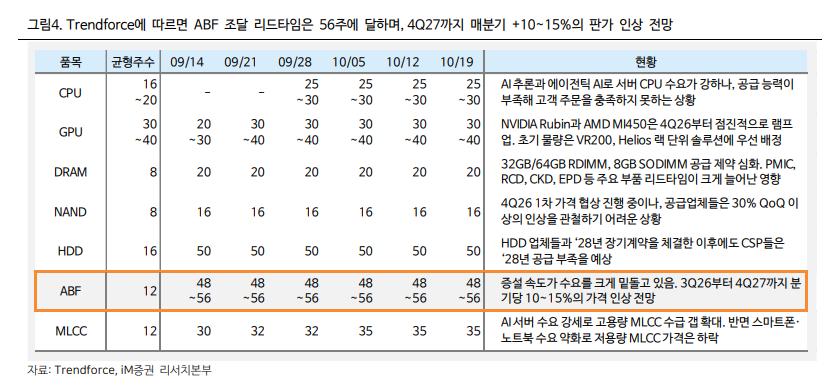 그림4. Trendforce에 따르면 ABF 조달 리드타임은 56주에 달하며, 4Q27까지 매분기 +10~15%의 판가 인상 전망
품목 균형주수 09/14 09/21 09/28 10/05 10/12 10/19 현황
CPU 16~20 – – 25~30 25~30 25~30 25~30 AI 추론과 에이전틱 AI로 서버 CPU 수요가 강하나, 공급 능력이
부족해 고객 주문을 충족하지 못하는 상황
GPU 30~40 20~30 30~40 30~40 30~40 30~40 30~40 NVIDIA Rubin과 AMD MI450은 4Q26부터 점진적으로 램프
업. 초기 물량은 VR200, Helios 랙 단위 솔루션에 우선 배정
DRAM 8 20 20 20 20 20 20 32GB/64GB RDIMM, 8GB SODIMM 공급 제약 심화. PMIC,
RCD, CKD, EPD 등 주요 부품 리드타임이 크게 늘어난 영향
NAND 8 16 16 16 16 16 16 4Q26 1차 가격 협상 진행 중이나, 공급업체들은 30% QoQ 이
상의 인상을 관철하기 어려운 상황
HDD 16 50 50 50 50 50 50 HDD 업체들과 ‘28년 장기계약을 체결한 이후에도 CSP들은
‘28년 공급 부족을 예상
ABF 12 48~56 48~56 48~56 48~56 48~56 48~56 증설 속도가 수요를 크게 밑돌고 있음. 3Q26부터 4Q27까지 분
기당 10~15%의 가격 인상 전망
MLCC 12 30 32 32 35 35 35 AI 서버 수요 강세로 고용량 MLCC 수급 갭 확대. 반면 스마트폰·
노트북 수요 약화로 저용량 MLCC 가격은 하락
자료: Trendforce, iM증권 리서치본부